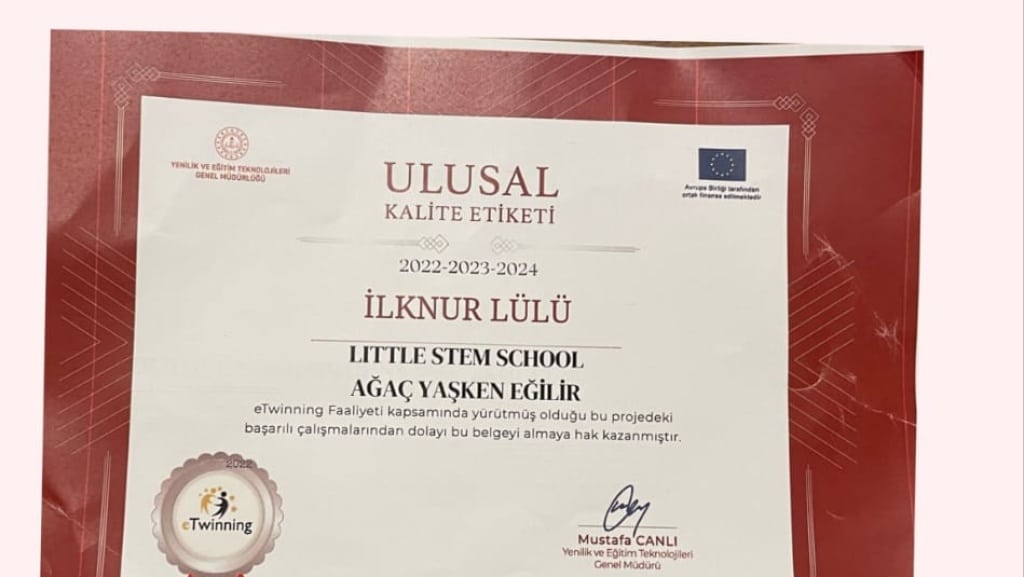 YENİLİK VE EĞİTİM TEKNOLOJİLERİ
GENEL MÜDÜRLÜĞÜ
Avrupa Birliği tarafından
ortak finanse edilmektedir
ULUSAL
KALİTE ETİKETİ
2022-2023-2024
İLKNUR LÜLÜ
LITTLE STEM SCHOOL
AĞAÇ YAŞKEN EĞİLİR
eTwinning Faaliyeti kapsamında yürütmüş olduğu bu projedeki
başarılı çalışmalarından dolayı bu belgeyi almaya hak kazanmıştır.
2022
eTwinning
Mustafa CANLI
Yenilik ve Eğitim Teknolojileri
Genel Müdürü